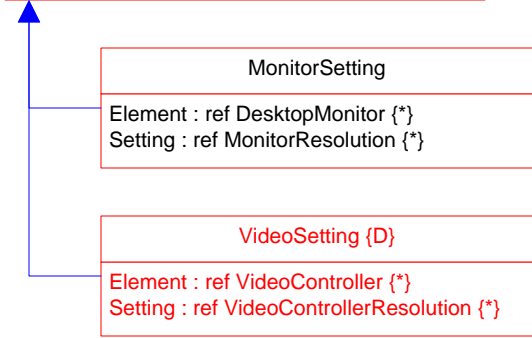 MonitorSetting
Element : ref DesktopMonitor {*}
Setting : ref MonitorResolution {*}
VideoSetting {D}
Element : ref VideoController {*}
Setting : ref VideoControllerResolution {*}